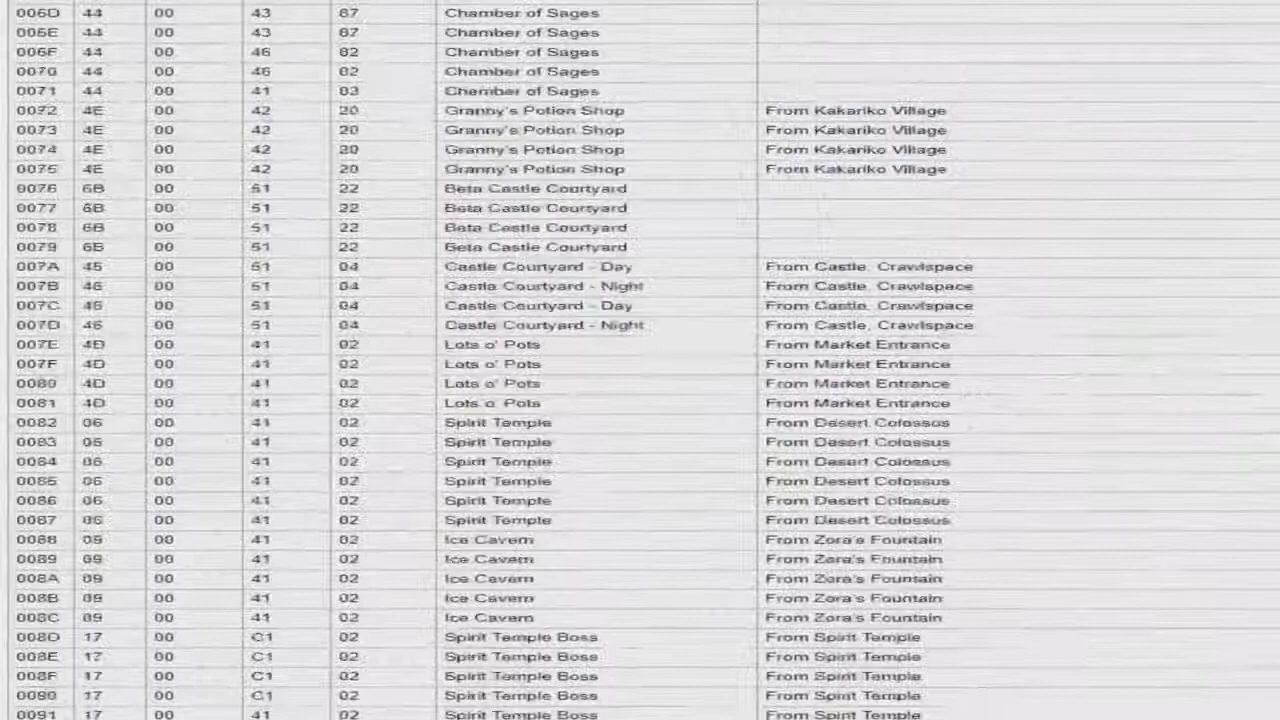 006D 44 00 43 87 Chamber of Sages
006E 44 00 43 87 Chamber of Sages
006F 44 00 46 82 Chamber of Sages
0070 44 00 46 82 Chamber of Sages
0071 44 00 41 83 Chamber of Sages
0072 4E 00 42 20 Granny's Potion Shop From Kakariko Village
0073 4E 00 42 20 Granny's Potion Shop From Kakariko Village
0074 4E 00 42 20 Granny's Potion Shop From Kakariko Village
0075 4E 00 42 20 Granny's Potion Shop From Kakariko Village
0076 6B 00 51 22 Beta Castle Courtyard
0077 6B 00 51 22 Beta Castle Courtyard
0078 6B 00 51 22 Beta Castle Courtyard
0079 6B 00 51 22 Beta Castle Courtyard
007A 45 00 51 04 Castle Courtyard - Day From Castle, Crawlspace
007B 46 00 51 04 Castle Courtyard - Night From Castle, Crawlspace
007C 45 00 51 04 Castle Courtyard - Day From Castle, Crawlspace
007D 46 00 51 04 Castle Courtyard - Night From Castle, Crawlspace
007E 4D 00 41 02 Lots o' Pots From Market Entrance
007F 4D 00 41 02 Lots o' Pots From Market Entrance
0080 4D 00 41 02 Lots o' Pots From Market Entrance
0081 4D 00 41 02 Lots o' Pots From Market Entrance
0082 06 00 41 02 Spirit Temple From Desert Colossus
0083 06 00 41 02 Spirit Temple From Desert Colossus
0084 06 00 41 02 Spirit Temple From Desert Colossus
0085 06 00 41 02 Spirit Temple From Desert Colossus
0086 06 00 41 02 Spirit Temple From Desert Colossus
0087 06 00 41 02 Spirit Temple From Desert Colossus
0088 09 00 41 02 Ice Cavern From Zora's Fountain
0089 09 00 41 02 Ice Cavern From Zora's Fountain
008A 09 00 41 02 Ice Cavern From Zora's Fountain
008B 09 00 41 02 Ice Cavern From Zora's Fountain
008C 09 00 41 02 Ice Cavern From Zora's Fountain
008D 17 00 C1 02 Spirit Temple Boss From Spirit Temple
008E 17 00 C1 02 Spirit Temple Boss From Spirit Temple
008F 17 00 C1 02 Spirit Temple Boss From Spirit Temple
0090 17 00 C1 02 Spirit Temple Boss From Spirit Temple
0091 17 00 41 02 Spirit Temple Boss From Spirit Temple